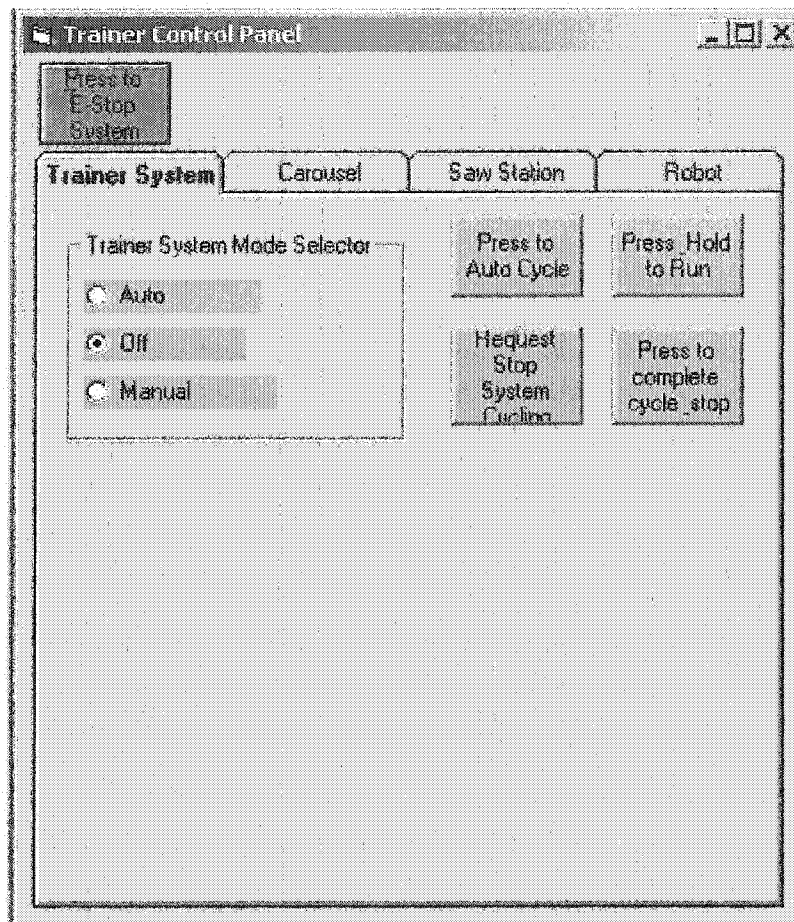 Trainer Control Panel
Press to
E-Stop
System
Trainer System
Carousel
Saw Station
Robot
Trainer System Mode Selector
Auto
Off
Manual
Press to
Auto Cycle
Press_Hold
to Run
Request
Stop
System
Cycling
Press to
complete
cycle_stop